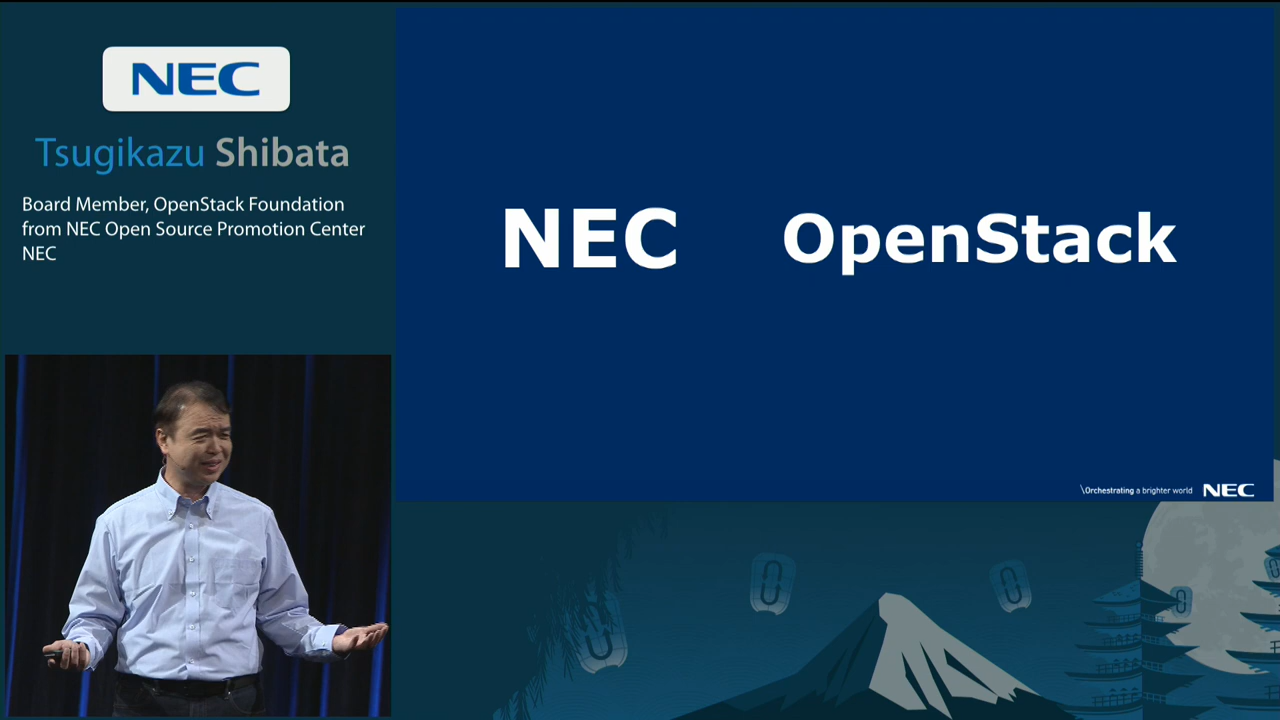 NEC
Tsugikazu Shibata
Board Member, OpenStack Foundation
from NEC Open Source Promotion Center
NEC
NEC OpenStack
\Orchestrating a brighter world NEC